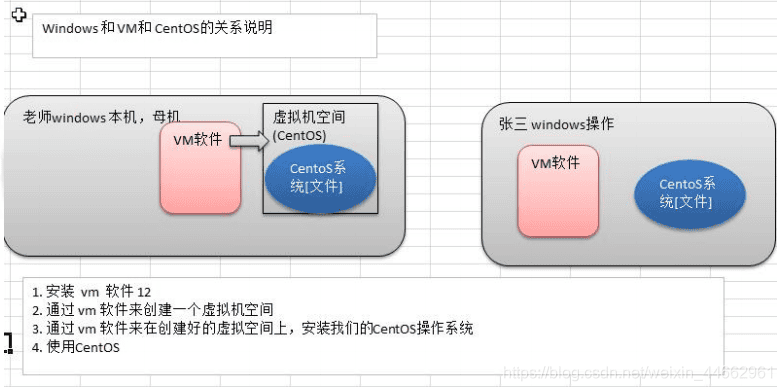 Windows 和 VM和 CentOS的关系说明
老师windows 本机，母机
VM软件
虚拟机空间
(CentOS)
CentoS系
统[文件]
张三 windows操作
VM软件
CentoS系
统[文件]
1. 安装 vm 软件 12
2. 通过 vm 软件来创建一个虚拟机空间
3. 通过 vm 软件来在创建好的虚拟空间上，安装我们的CentOS操作系统
4. 使用CentOS
https://blog.csdn.net/weixin_44662961